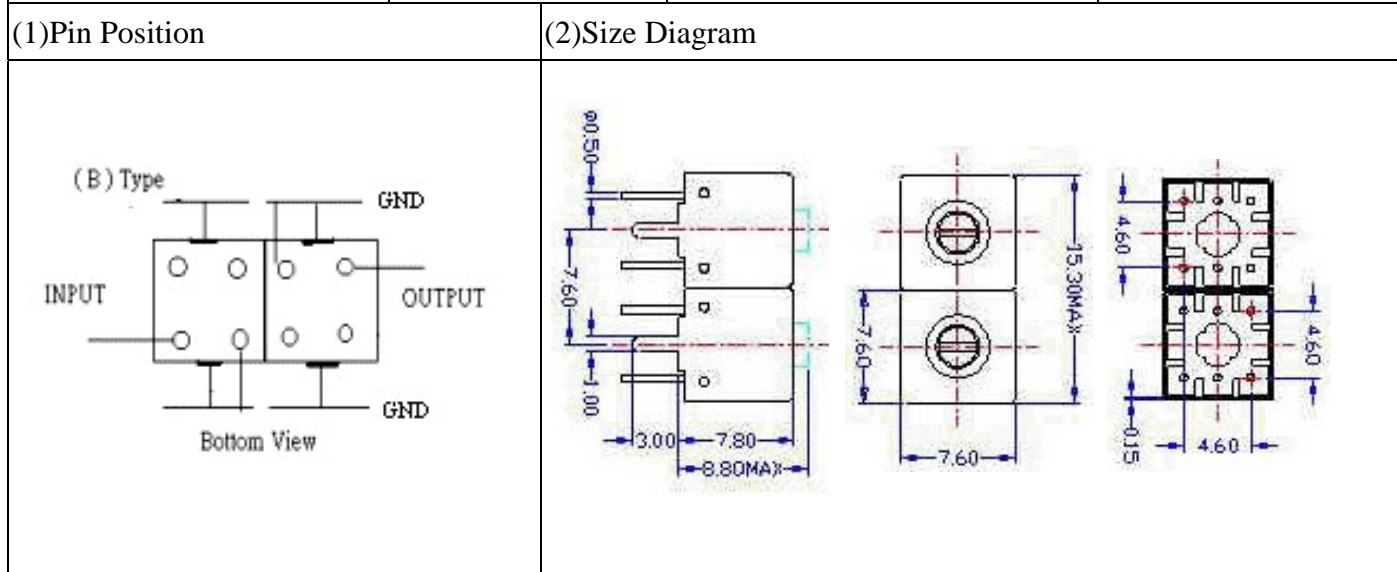 (1)Pin Position
(2)Size Diagram
(B) Type
GND
INPUT
OUTPUT
GND
Bottom View
ø0.50
7.60
1.00
3.00
7.80
8.80MAX
15.30MAX
7.60
7.60
4.60
4.60
0.15
4.60